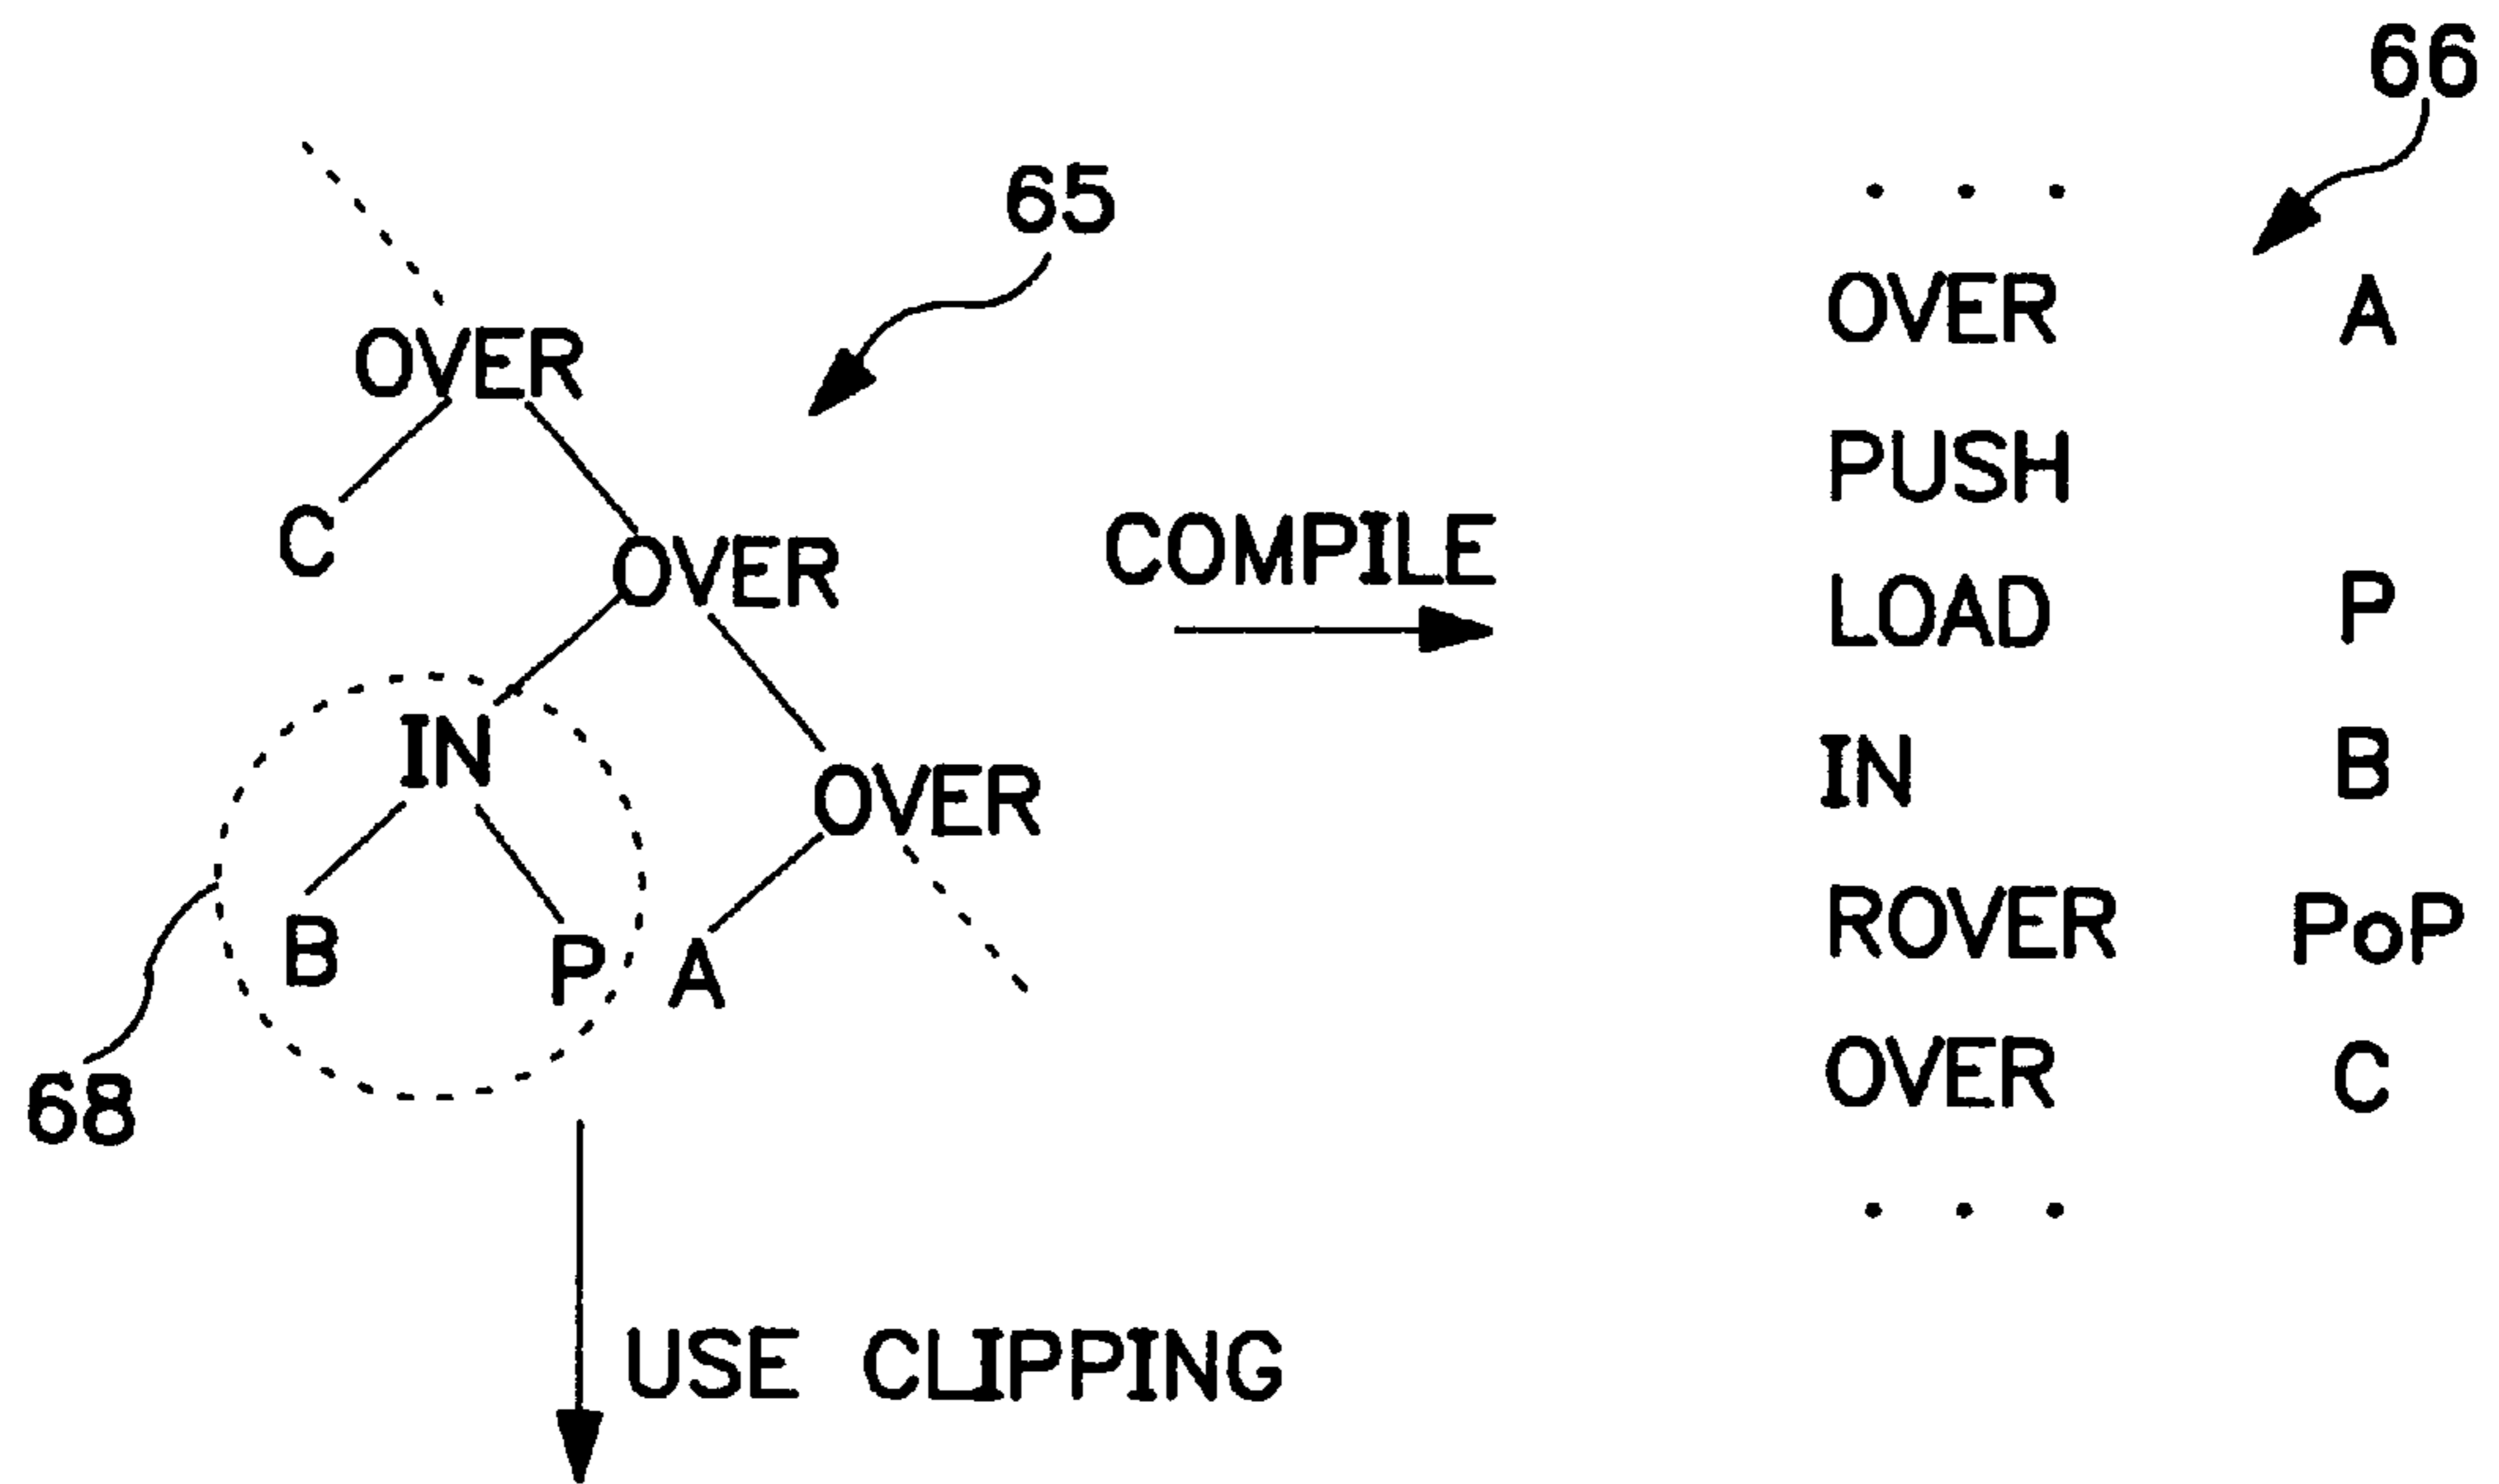 66
65
. . .
OVER A
OVER
PUSH
C
OVER
COMPILE
LOAD P
IN
IN B
OVER
B
P
A
ROVER PoP
68
OVER C
. . .
USE CLIPPING